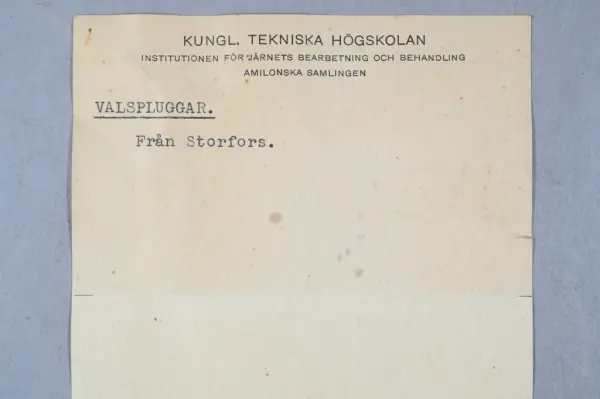 KUNGL. TEKNISKA HÖGSKOLAN
INSTITUTIONEN FÖR JÄRNETS BEARBETNING OCH BEHANDLING
AMILONSKA SAMLINGEN
VALSPLUGGAR.
Från Storfors.